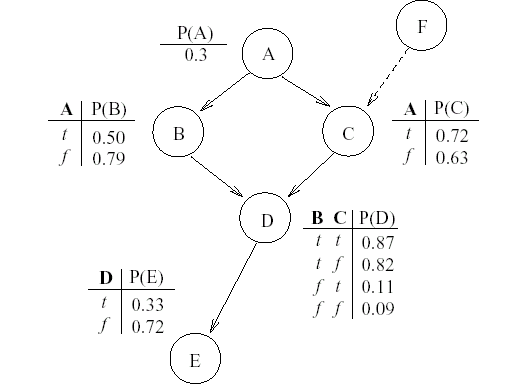 F
P(A)
0.3
A
A P(B)
t 0.50
f 0.79
B
C
A P(C)
t 0.72
f 0.63
D
B C P(D)
t t 0.87
t f 0.82
f t 0.11
f f 0.09
D P(E)
t 0.33
f 0.72
E